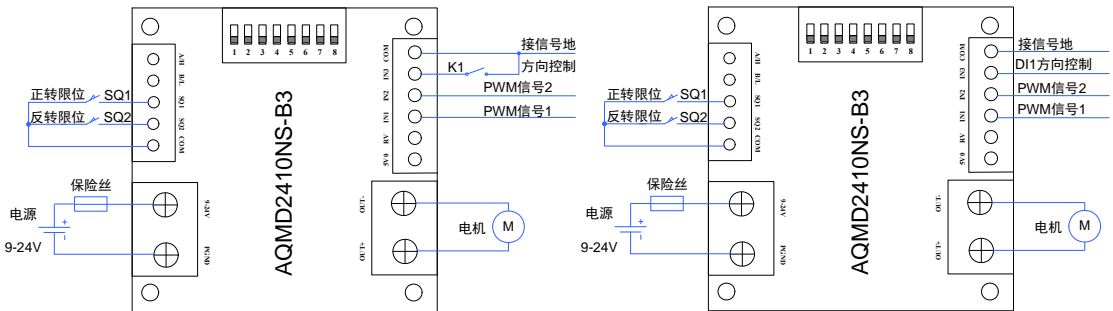 1 2 3 4 5 6 7 8
A/H
B/L
SQ1
SQ2
COM
正转限位 SQ1
反转限位 SQ2
AQMD2410NS-B3
COM
IN3
IN2
IN1
RV
5V0
接信号地
K1 方向控制
PWM信号2
PWM信号1
保险丝
电源
+
9-24V
9-24V
PGND
OUT-
OUT+
电机 M
1 2 3 4 5 6 7 8
A/H
B/L
SQ1
SQ2
COM
正转限位 SQ1
反转限位 SQ2
AQMD2410NS-B3
COM
IN3
IN2
IN1
RV
5V0
接信号地
DI1方向控制
PWM信号2
PWM信号1
保险丝
电源
+
9-24V
9-24V
PGND
OUT-
OUT+
电机 M